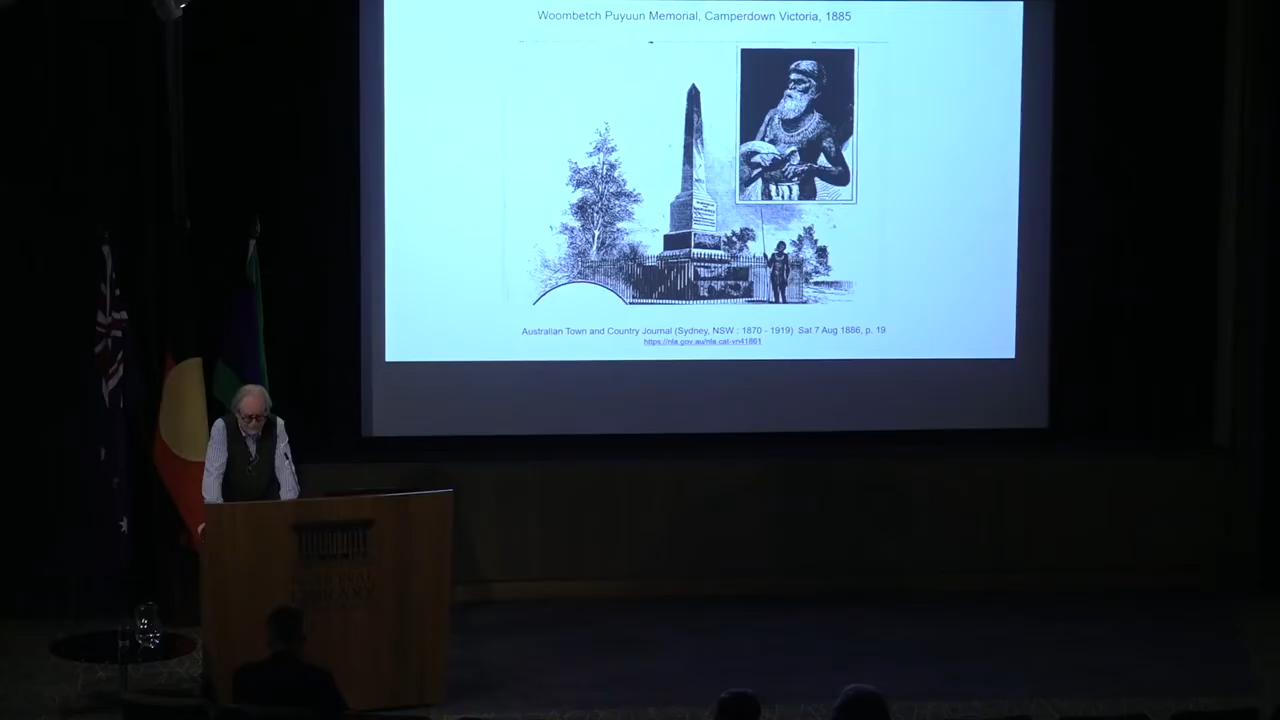 Woombetch Puyuun Memorial, Camperdown Victoria, 1885
Australian Town and Country Journal (Sydney, NSW : 1870 - 1919) Sat 7 Aug 1886, p. 19
https://nla.gov.au/nla.cat-vn41861
LIBRARY